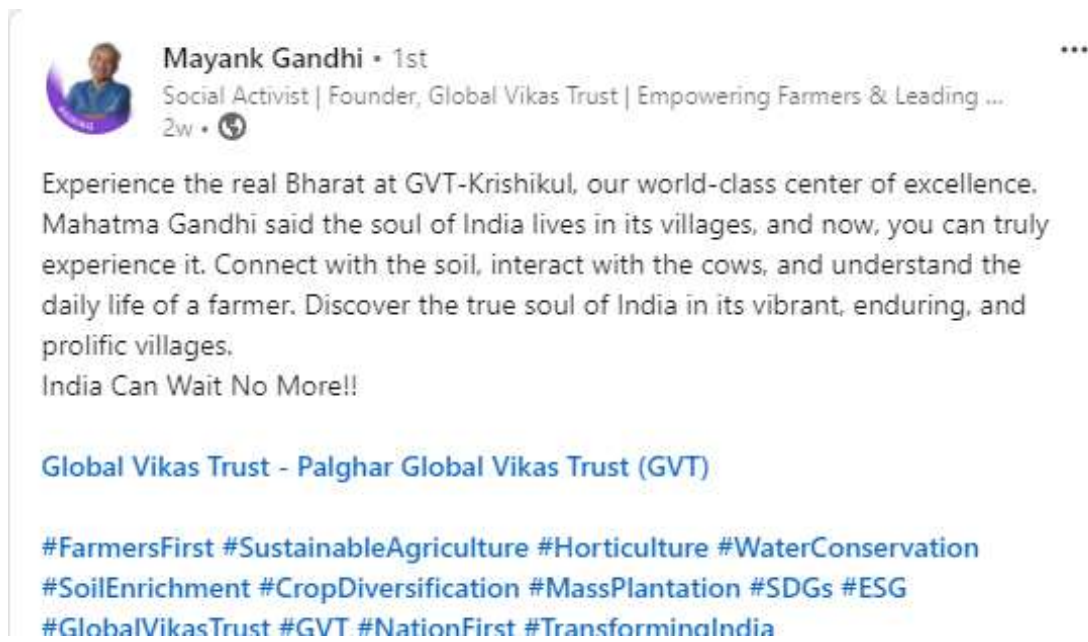 Mayank Gandhi • 1st
Social Activist | Founder, Global Vikas Trust | Empowering Farmers & Leading ...
2w •
Experience the real Bharat at GVT-Krishikul, our world-class center of excellence.
Mahatma Gandhi said the soul of India lives in its villages, and now, you can truly
experience it. Connect with the soil, interact with the cows, and understand the
daily life of a farmer. Discover the true soul of India in its vibrant, enduring, and
prolific villages.
India Can Wait No More!!
Global Vikas Trust - Palghar Global Vikas Trust (GVT)
#FarmersFirst #SustainableAgriculture #Horticulture #WaterConservation
#SoilEnrichment #CropDiversification #MassPlantation #SDGs #ESG
#GlobalVikasTrust #GVT #NationFirst #TransformingIndia